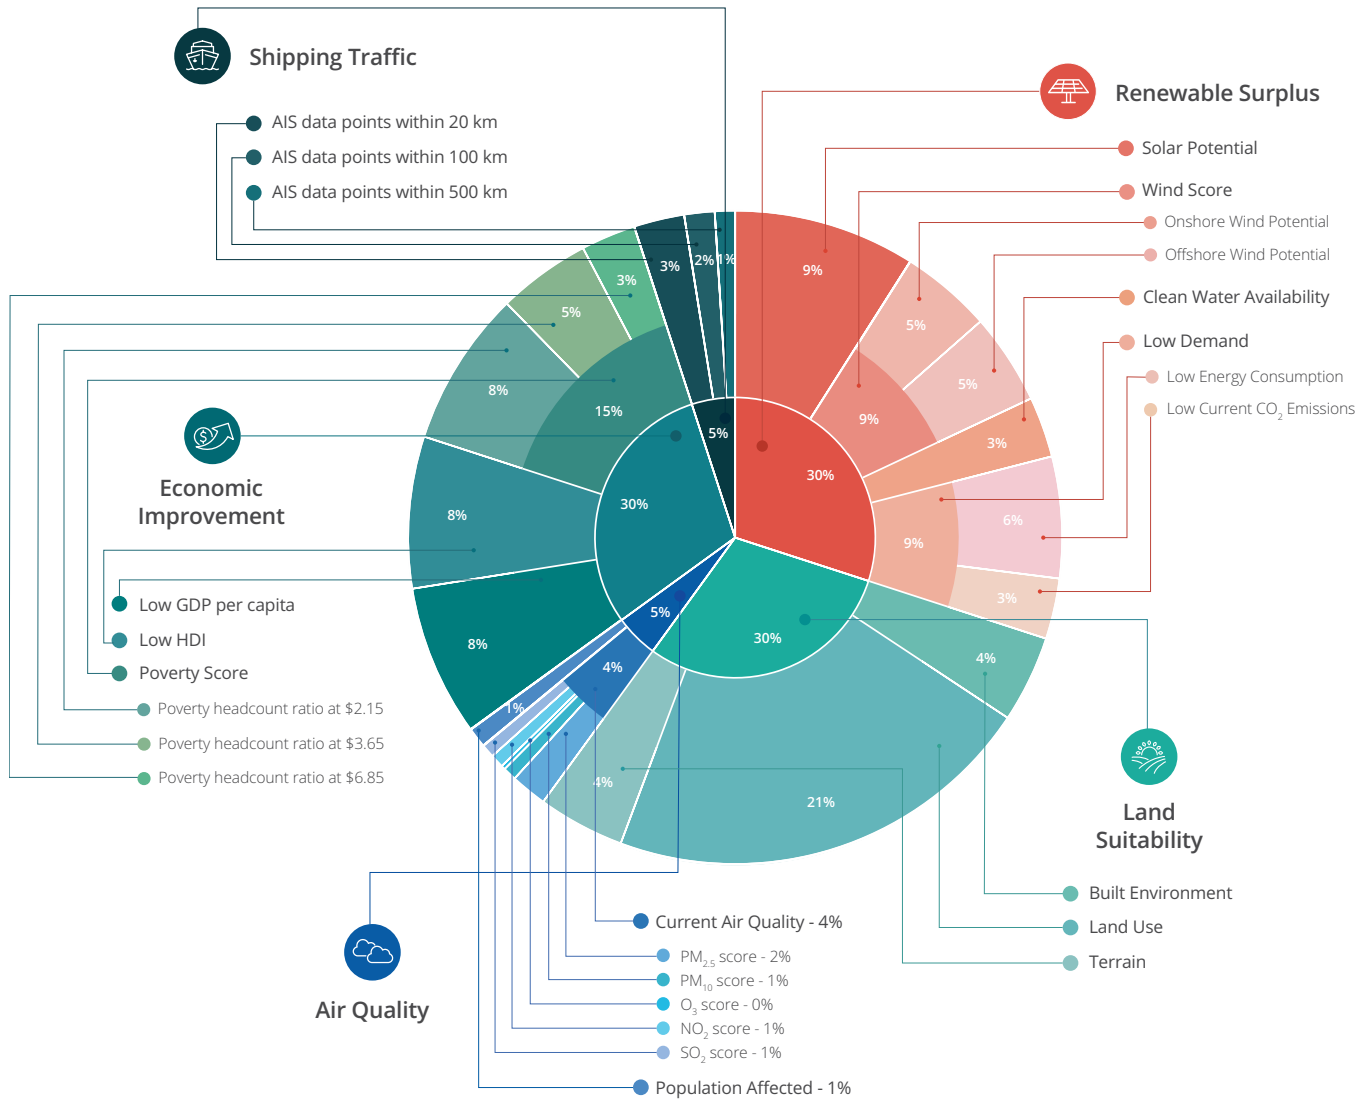 Shipping Traffic
AIS data points within 20 km
AIS data points within 100 km
AIS data points within 500 km
Renewable Surplus
Solar Potential
Wind Score
Onshore Wind Potential
Offshore Wind Potential
Clean Water Availability
Low Demand
Low Energy Consumption
Low Current CO2 Emissions
3%
2%
1%
9%
3%
5%
5%
8%
5%
15%
9%
3%
5%
30%
30%
8%
6%
9%
3%
5%
30%
4%
8%
4%
1%
4%
21%
$
Economic
Improvement
Low GDP per capita
Low HDI
Poverty Score
Poverty headcount ratio at $2.15
Poverty headcount ratio at $3.65
Poverty headcount ratio at $6.85
Land
Suitability
Built Environment
Land Use
Terrain
Air Quality
Current Air Quality - 4%
PM2.5 score - 2%
PM10 score - 1%
O3 score - 0%
NO2 score - 1%
SO2 score - 1%
Population Affected - 1%